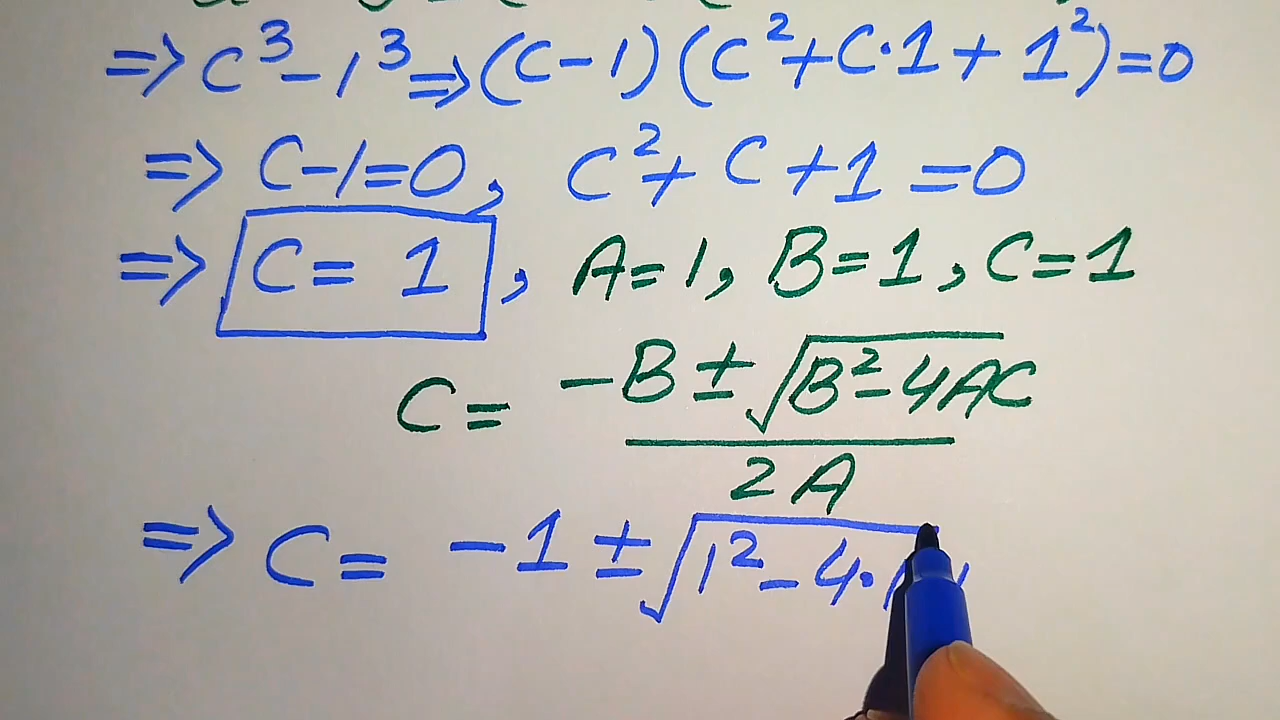 ⇒ C³ - 1³ ⇒ (C-1)(C²+C·1+1²)=0
⇒ C-1=0, C²+C+1=0
⇒ C=1, A=1, B=1, C=1
C= -B±√B²-4AC
2A
⇒ C= -1±√1²-4·